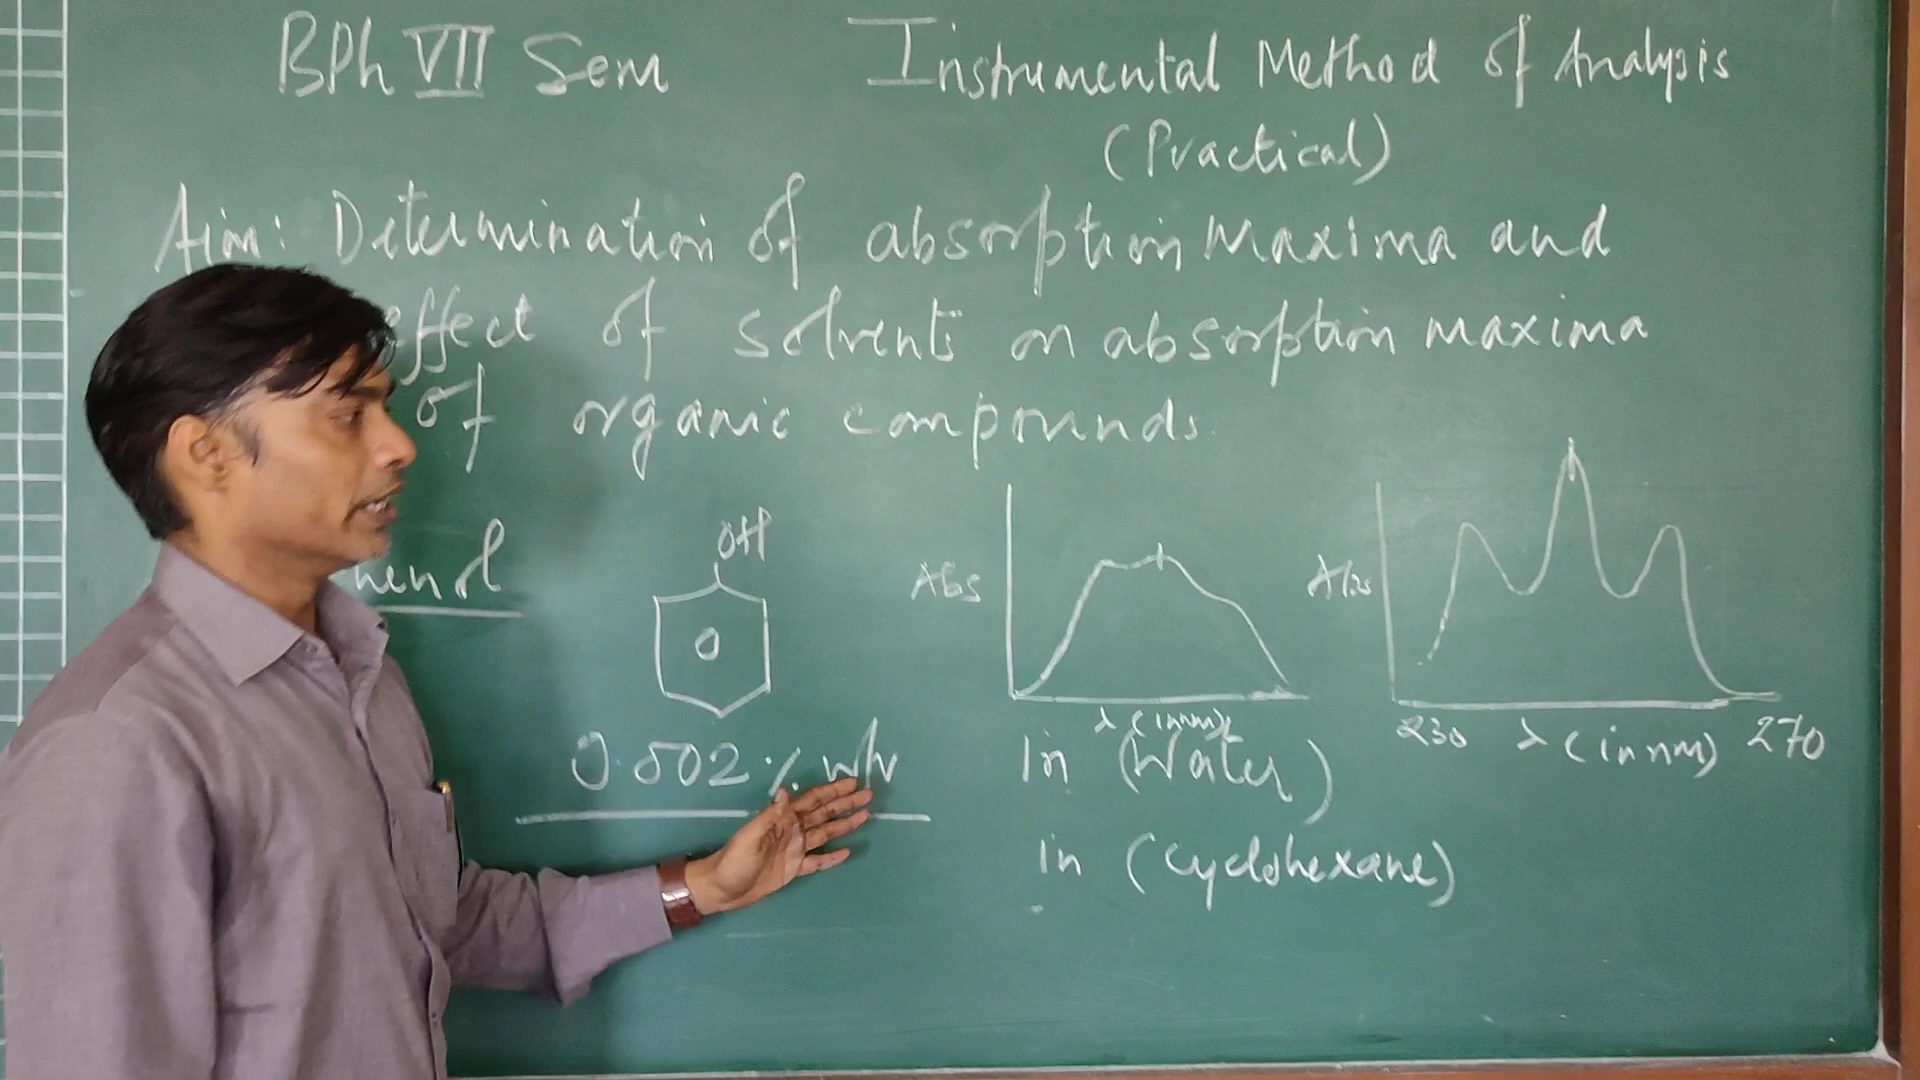 BPh VII Sem
Instrumental Method of Analysis
(Practical)
Aim: Determination of absorption maxima and
effect of solvents on absorption maxima
of organic compounds.
henol
OH
0.002 % w/v
Abs
λ (in nm)
In (Water)
Abs
230 λ (in nm) 270
in (cyclohexane)